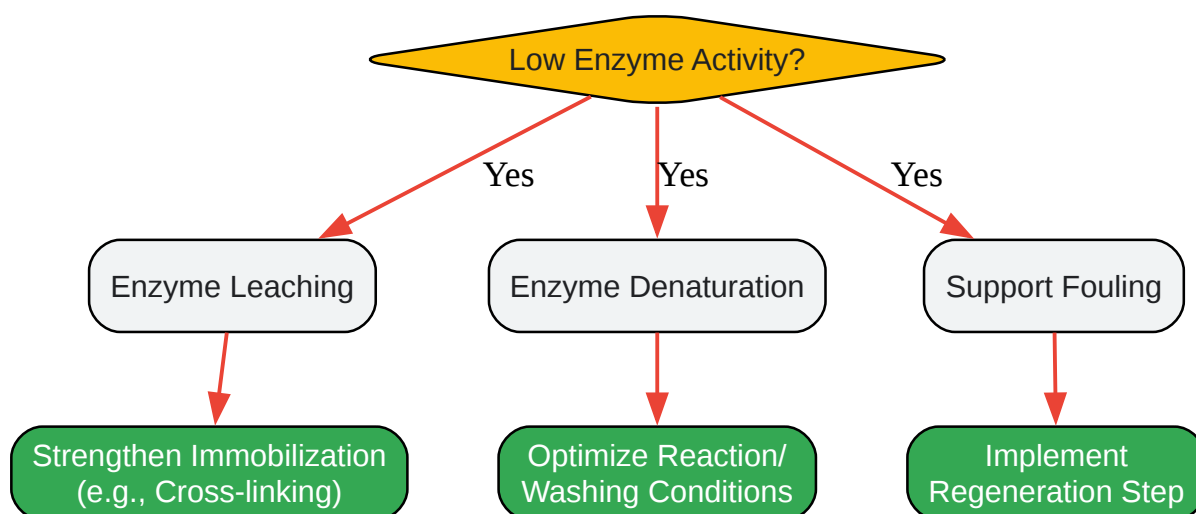 Low Enzyme Activity?
Yes
Yes
Yes
Enzyme Leaching
Enzyme Denaturation
Support Fouling
Strengthen Immobilization
(e.g., Cross-linking)
Optimize Reaction/
Washing Conditions
Implement
Regeneration Step